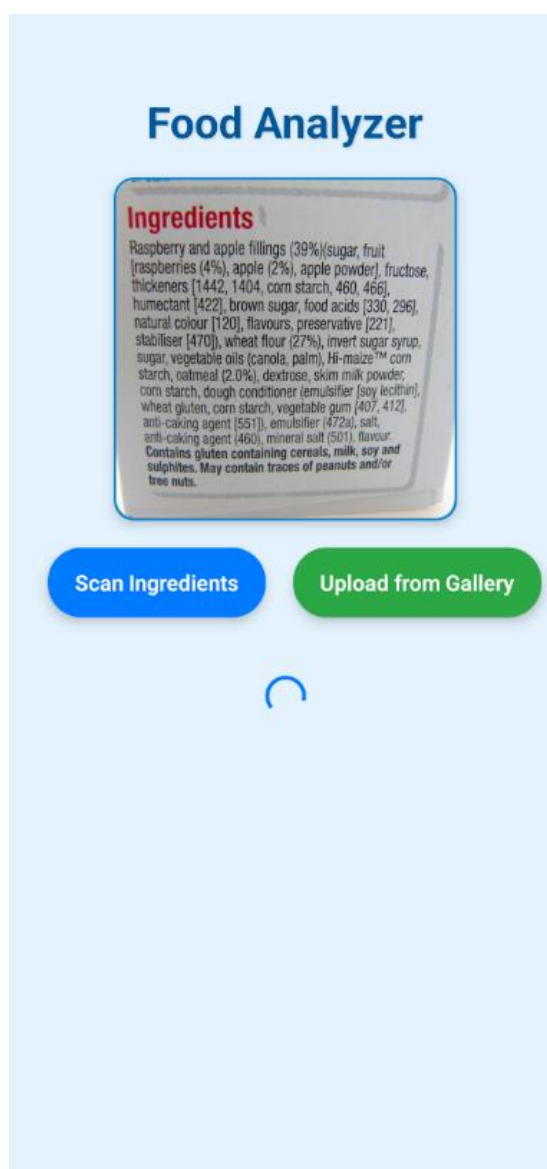 Food Analyzer
Ingredients
Raspberry and apple fillings (39%)(sugar, fruit
[raspberries (4%), apple (2%), apple powder], fructose,
thickeners [1442, 1404, corn starch, 460, 466],
humectant [422], brown sugar, food acids [330, 296],
natural colour [120], flavours, preservative [221],
stabiliser [470]), wheat flour (27%), invert sugar syrup,
sugar, vegetable oils (canola, palm), Hi-maize™ corn
starch, oatmeal (2.0%), dextrose, skim milk powder,
corn starch, dough conditioner (emulsifier [soy lecithin],
wheat gluten, corn starch, vegetable gum [407, 412],
anti-caking agent [551]), emulsifier (472a), salt,
anti-caking agent (460), mineral salt (501), flavour.
Contains gluten containing cereals, milk, soy and
sulphites. May contain traces of peanuts and/or
tree nuts.
Scan Ingredients
Upload from Gallery